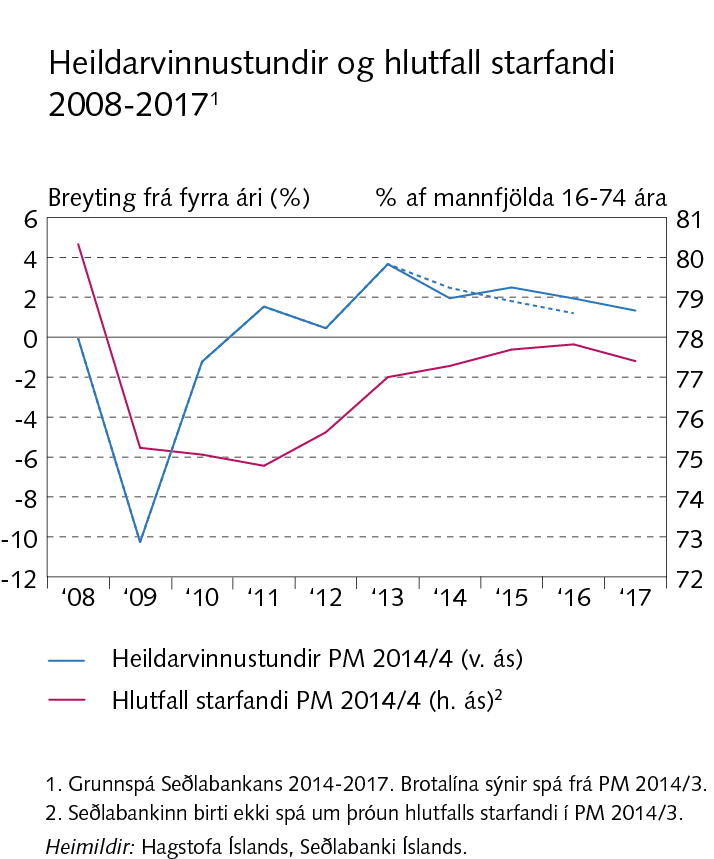 Heildarvinnustundir og hlutfall starfandi
2008-2017¹
Breyting frá fyrra ári (%) % af mannfjölda 16-74 ára
6 81
4 80
2 79
0 78
-2 77
-4 76
-6 75
-8 74
-10 73
-12 72
‘08 ‘09 ‘10 ‘11 ‘12 ‘13 ‘14 ‘15 ‘16 ‘17
Heildarvinnustundir PM 2014/4 (v. ás)
Hlutfall starfandi PM 2014/4 (h. ás)²
1. Grunnspá Seðlabankans 2014-2017. Brotalína sýnir spá frá PM 2014/3.
2. Seðlabankinn birti ekki spá um þróun hlutfalls starfandi í PM 2014/3.
Heimildir: Hagstofa Íslands, Seðlabanki Íslands.